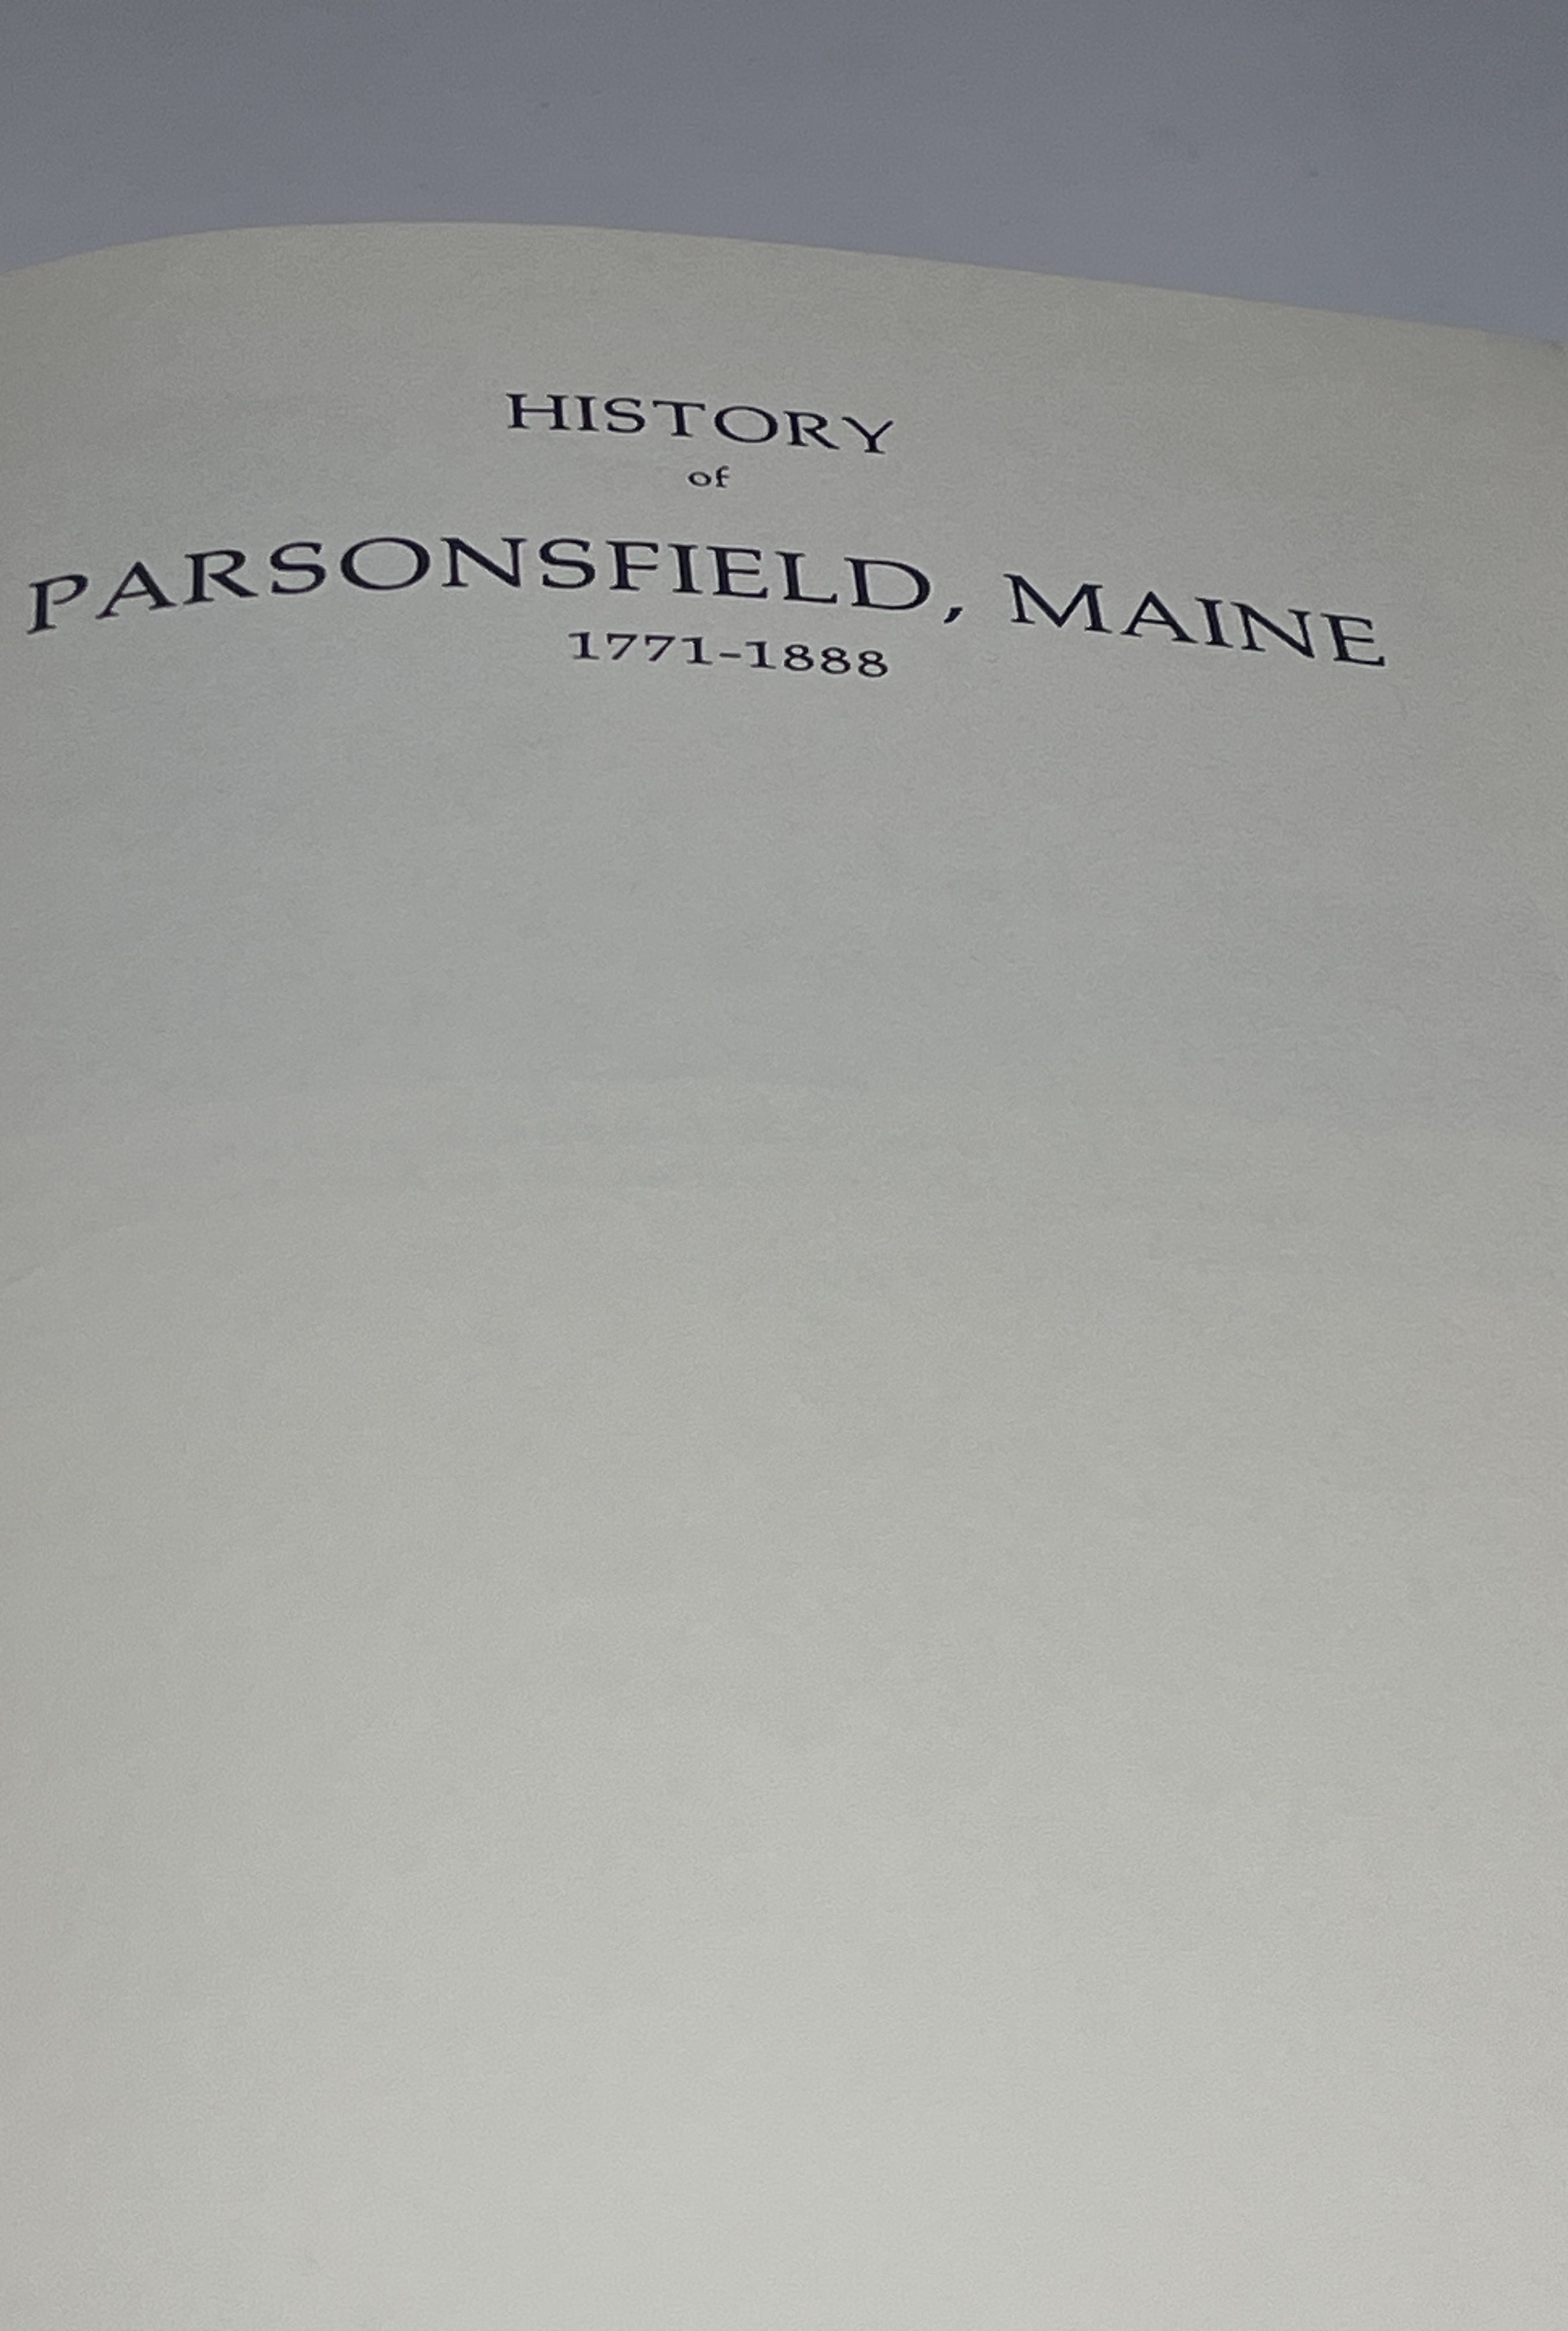 HISTORY
of
PARSONSFIELD, MAINE
1771-1888